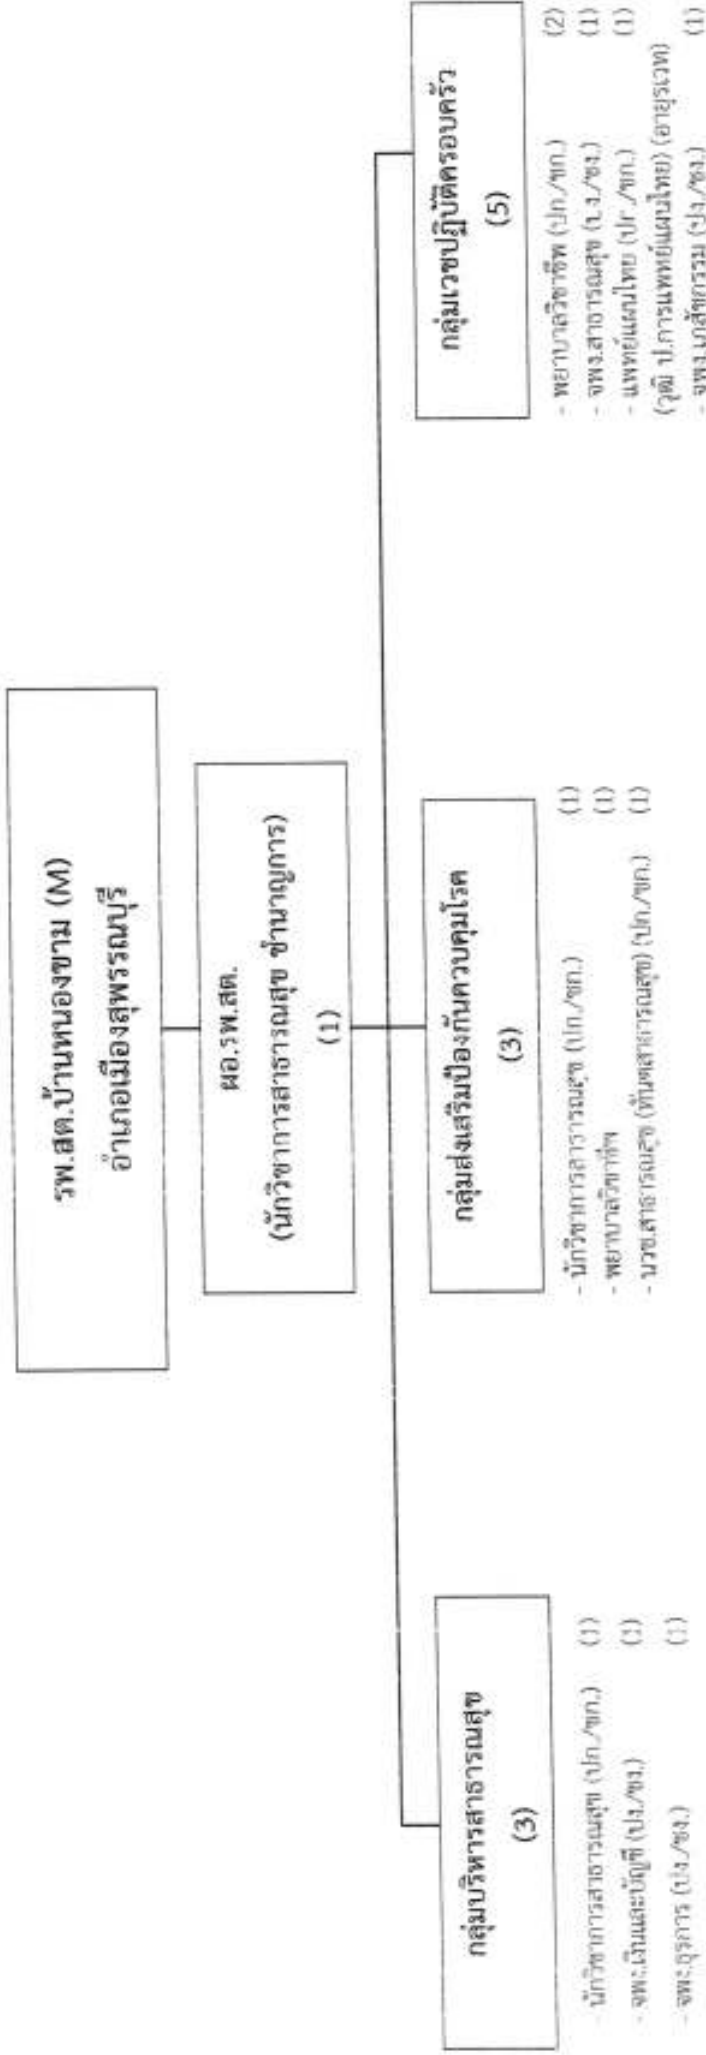 รพ.สต.บ้านหนองขาม (M)
อำเภอเมืองสุพรรณบุรี
ผอ.รพ.สต.
(นักวิชาการสาธารณสุข ชำนาญการ)
(1)
กลุ่มบริหารสาธารณสุข
(3)
- นักวิชาการสาธารณสุข (ปก./ชก.) (1)
- จพง.เงินและบัญชี (ปง./ชง.) (1)
- จพง.ธุรการ (ปง./ชง.) (1)
กลุ่มส่งเสริมป้องกันควบคุมโรค
(3)
- นักวิชาการสาธารณสุข (ปก./ชก.) (1)
- พยาบาลวิชาชีพ (1)
- นวช.สาธารณสุข (ทันตสาธารณสุข) (ปก./ชก.) (1)
กลุ่มเวชปฏิบัติครอบครัว
(5)
- พยาบาลวิชาชีพ (ปก./ชก.) (2)
- จพง.สาธารณสุข (ปง./ชง.) (1)
- แพทย์แผนไทย (ปก./ชก.) (1)
(วุฒิ ป.การแพทย์แผนไทย) (อายุรเวท)
- จพง.เภสัชกรรม (ปง./ชง.) (1)